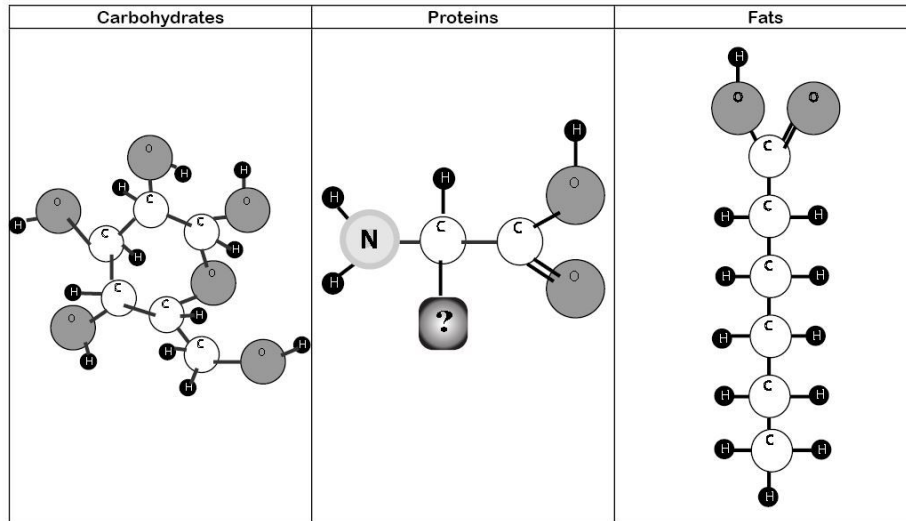 Carbohydrates
O
H H
H
O C O
H
C C
H H
O
H C
C H
O
H
H C O H
H
Proteins
H
H
H O
N C C
H O
?
Fats
H
O O
C
H C H
H C H
H C H
H C H
H C H
H